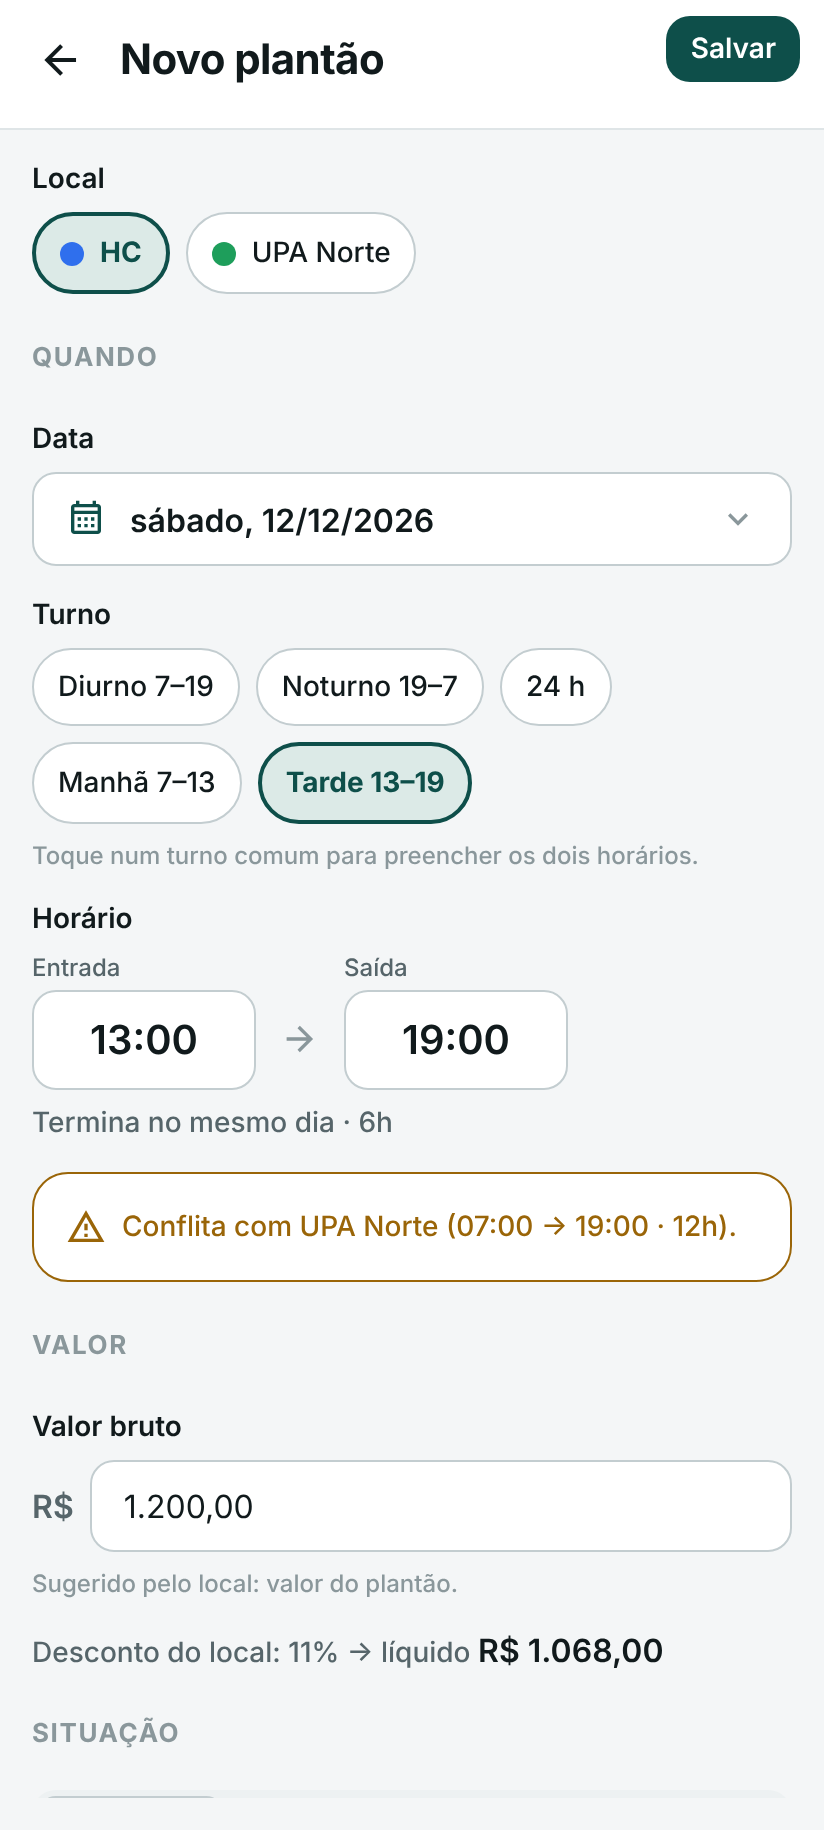 Novo plantão
Salvar
Local
HC
UPA Norte
QUANDO
Data
sábado, 12/12/2026
Turno
Diurno 7–19
Noturno 19–7
24 h
Manhã 7–13
Tarde 13–19
Toque num turno comum para preencher os dois horários.
Horário
Entrada
Saída
13:00 → 19:00
Termina no mesmo dia · 6h
Conflita com UPA Norte (07:00 → 19:00 · 12h).
VALOR
Valor bruto
R$ 1.200,00
Sugerido pelo local: valor do plantão.
Desconto do local: 11% → líquido R$ 1.068,00
SITUAÇÃO